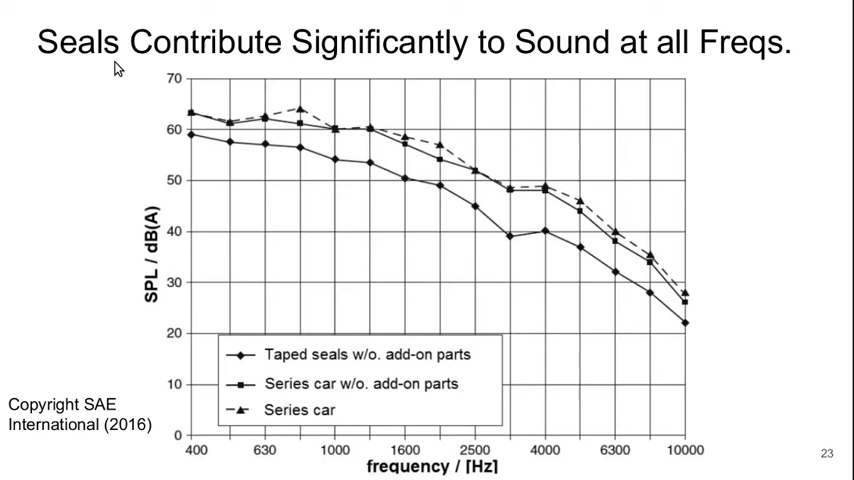 Seals Contribute Significantly to Sound at all Freqs.
70
60
50
40
30
20
10
0
SPL / dB(A)
Taped seals w/o. add-on parts
Series car w/o. add-on parts
Series car
400 630 1000 1600 2500 4000 6300 10000
frequency / [Hz]
Copyright SAE
International (2016)
23